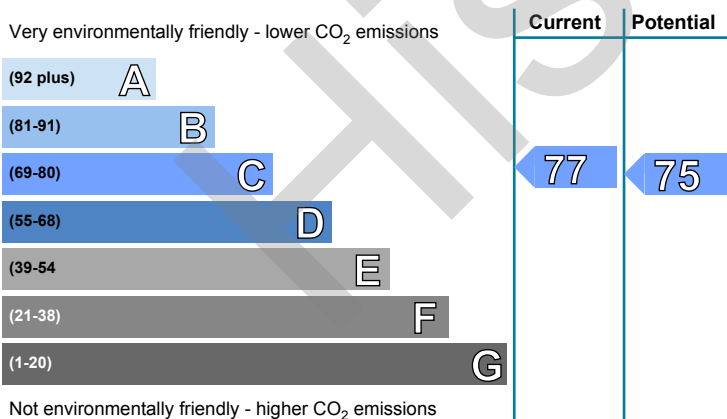 Current Potential
Very environmentally friendly - lower CO₂ emissions
(92 plus) A
(81-91) B
(69-80) C 77 75
(55-68) D
(39-54 E
(21-38) F
(1-20) G
Not environmentally friendly - higher CO₂ emissions
His